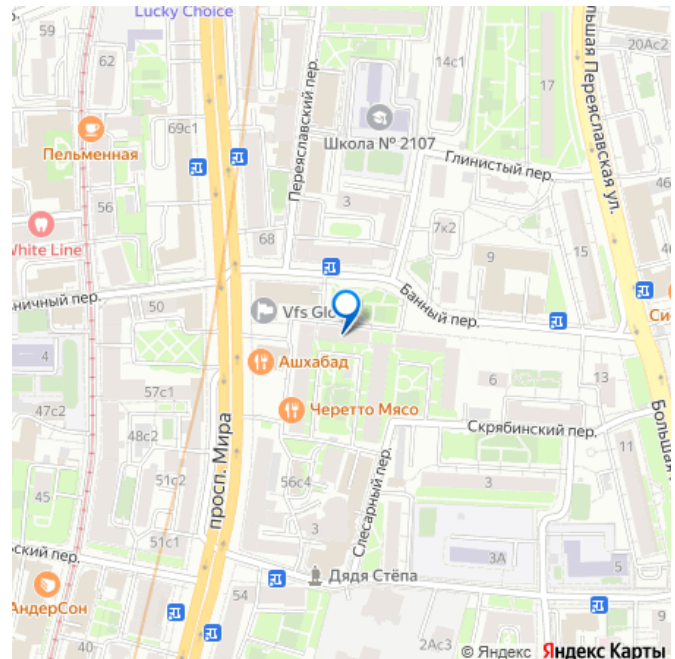 Lucky Choice
59
62
69с1
Пельменная
56
White Line
68
Переяславский пер.
Школа № 2107
3
14с1
17
20Ас2
Большая Переяславская ул.
Глинистый пер.
46
7к2
9
15
Банный пер.
50
Vfs Glo
Ашхабад
Черетто Мясо
4
57с1
47с2
48с2
51с2
45
51с1
просп. Мира
56с4
3
6
13
Скрябинский пер.
11
Слесарный пер.
3
3А
5
Дядя Стёпа
АндерСон
54
40
52
2Ас3
9
© Яндекс Яндекс Карты